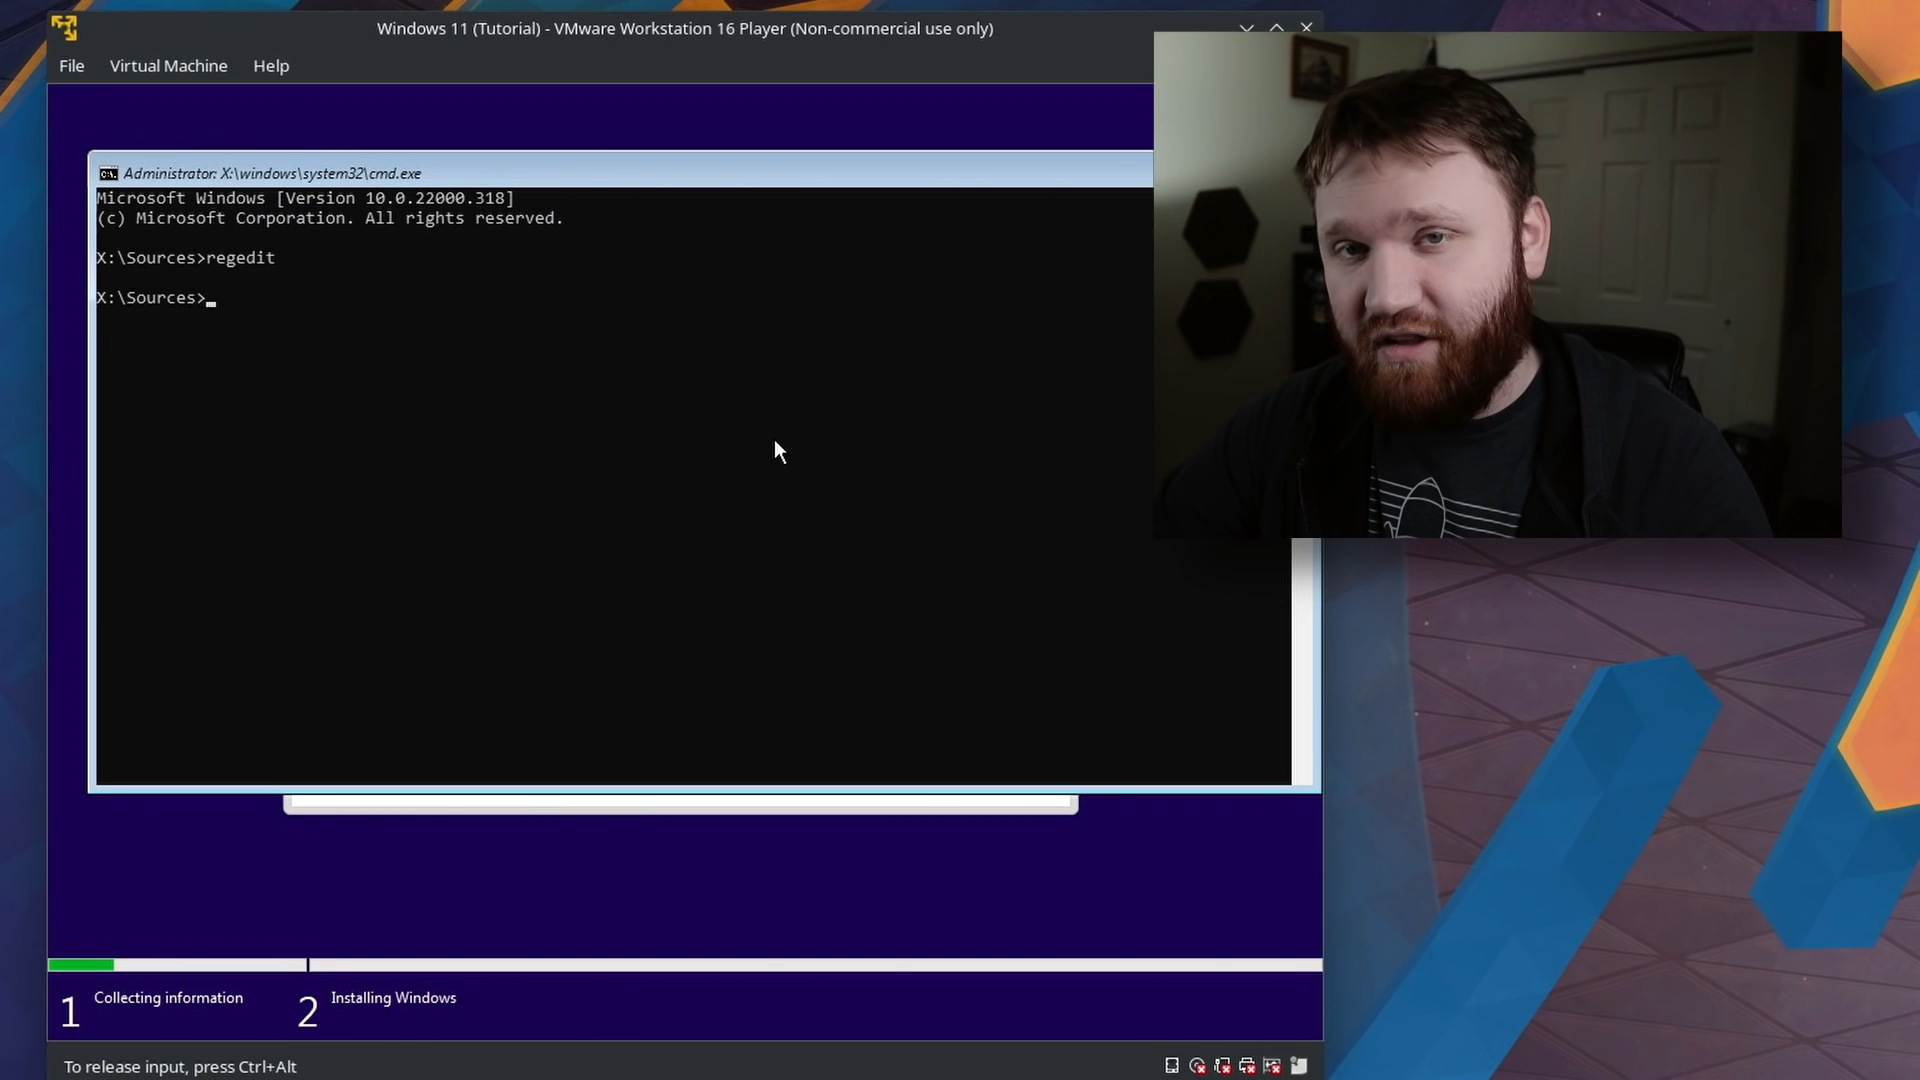 Windows 11 (Tutorial) - VMware Workstation 16 Player (Non-commercial use only)
File Virtual Machine Help
Administrator: X:\windows\system32\cmd.exe
Microsoft Windows [Version 10.0.22000.318]
(c) Microsoft Corporation. All rights reserved.
X:\Sources>regedit
X:\Sources>
1 Collecting information 2 Installing Windows
To release input, press Ctrl+Alt